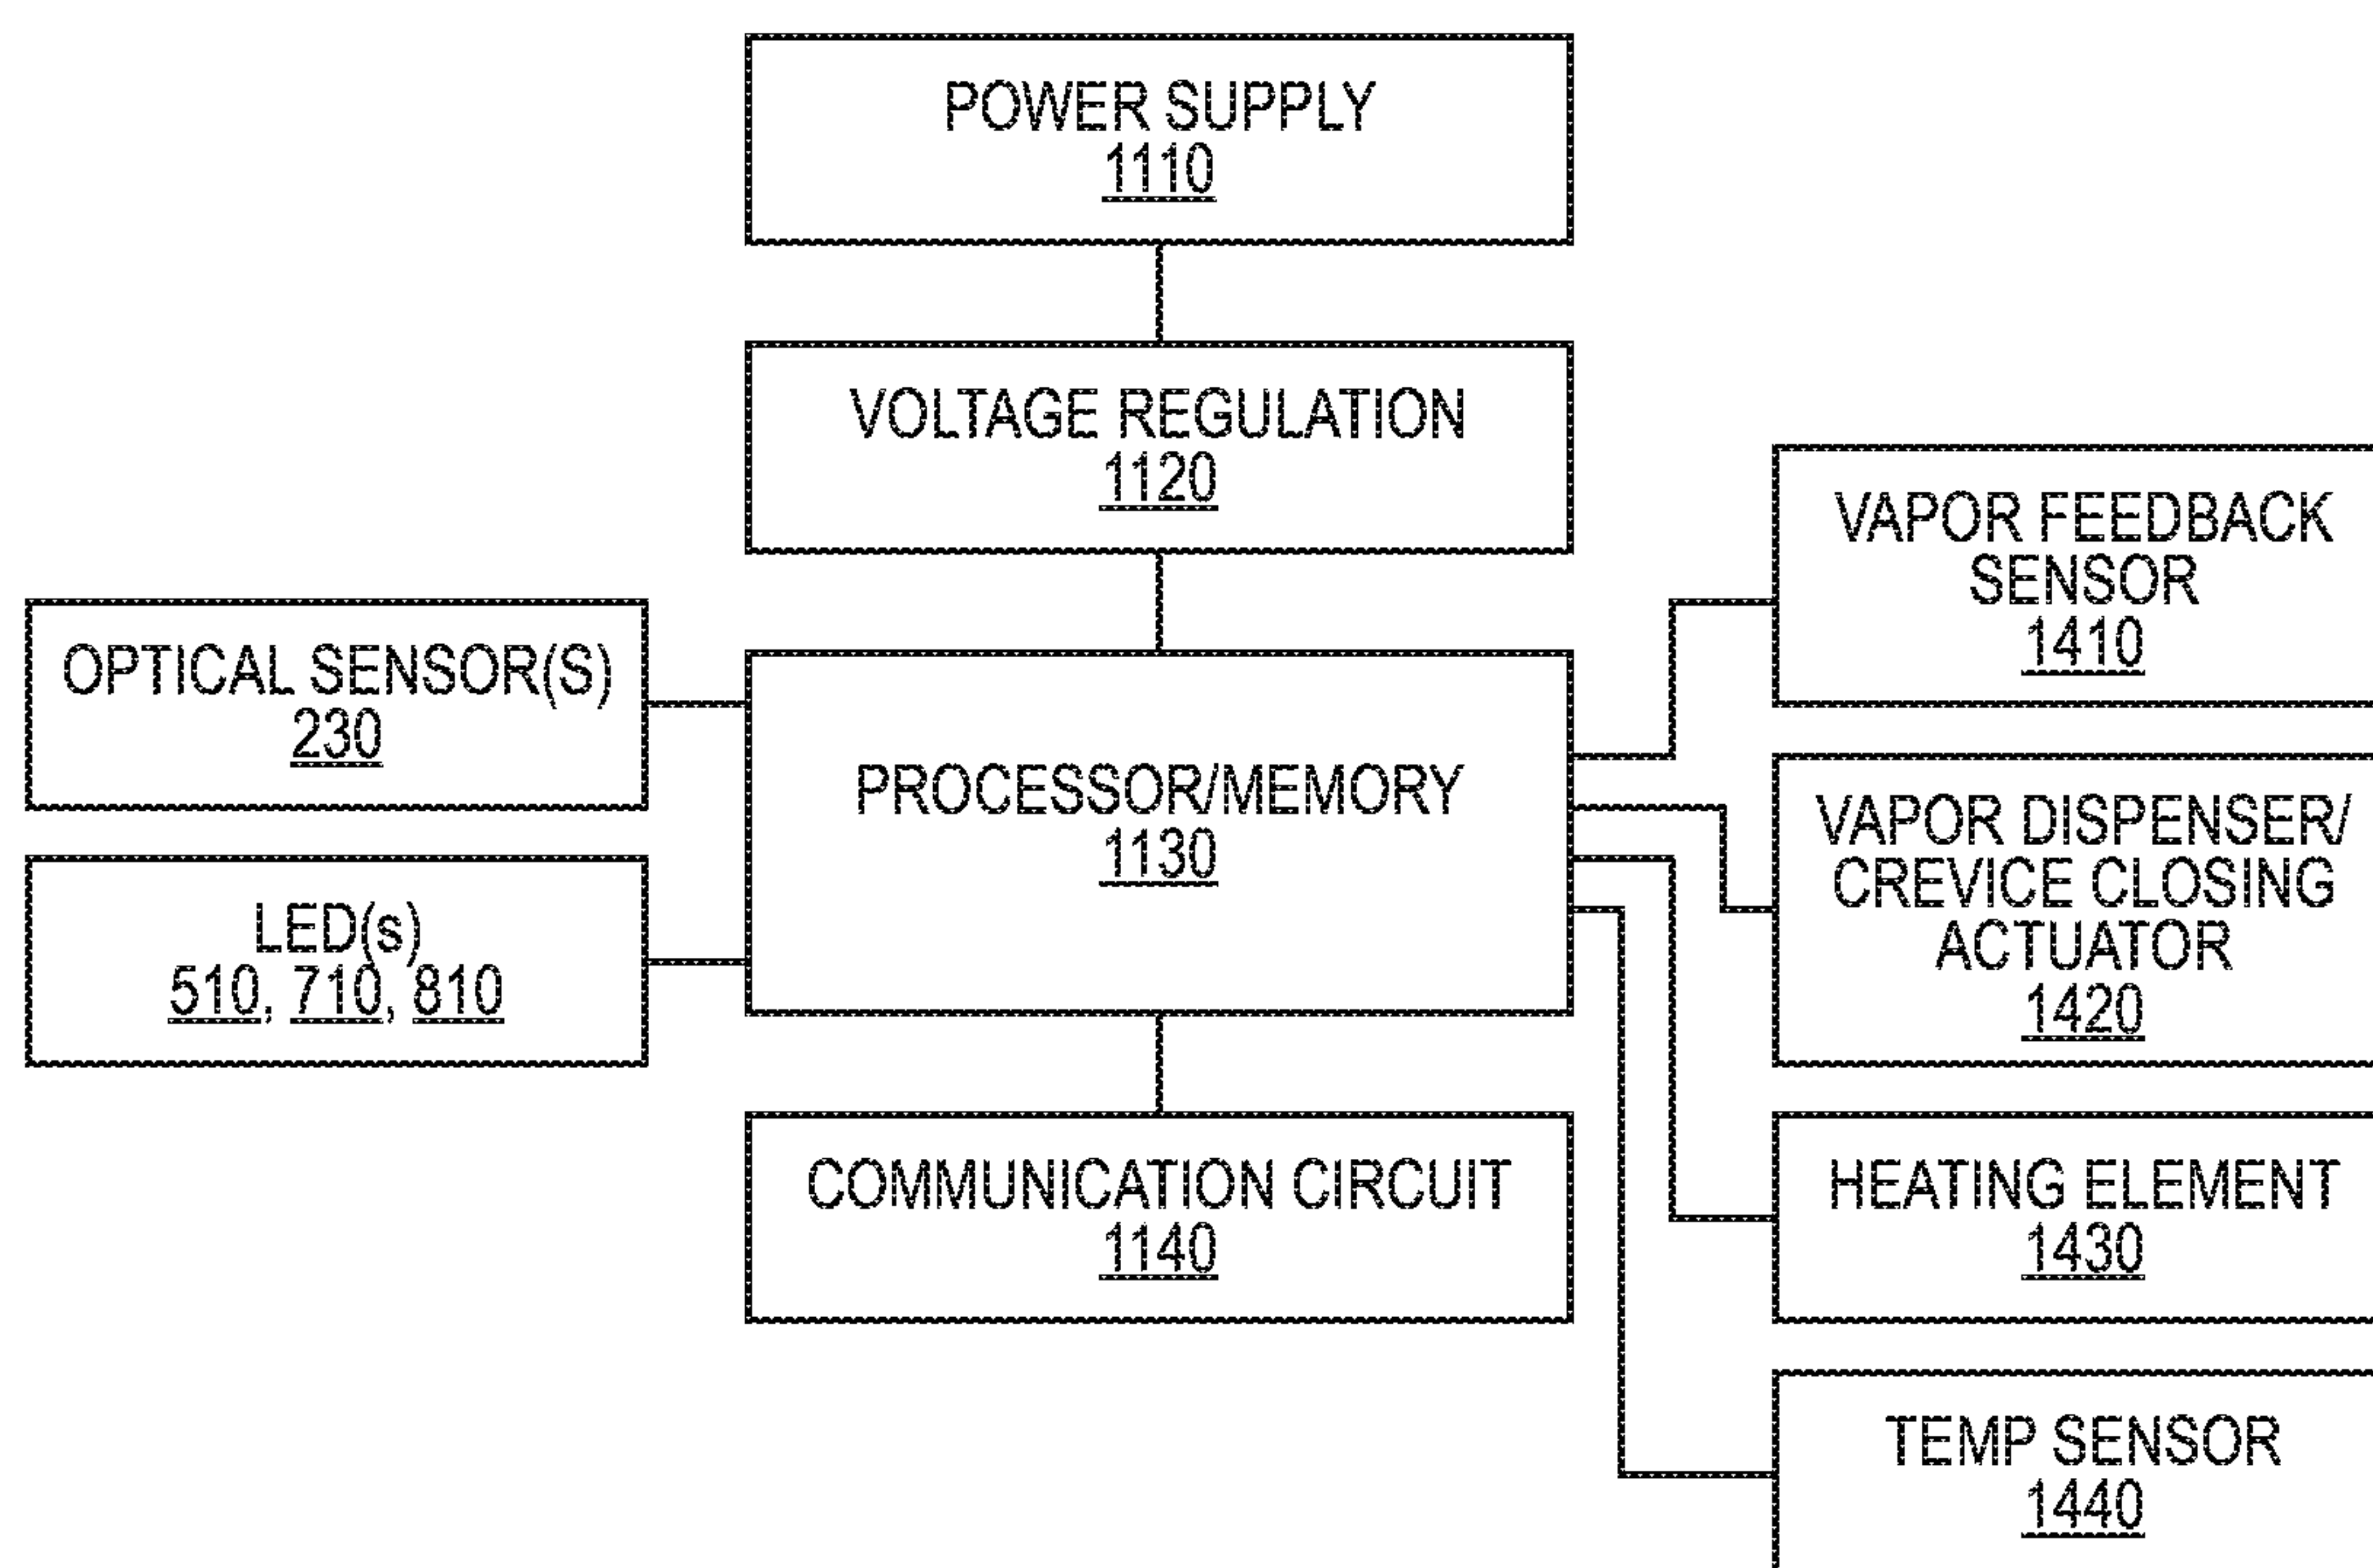 POWER SUPPLY
1110
VOLTAGE REGULATION
1120
VAPOR FEEDBACK
SENSOR
1410
OPTICAL SENSOR(S)
230
PROCESSOR/MEMORY
1130
VAPOR DISPENSER/
CREVICE CLOSING
ACTUATOR
1420
LED(s)
510, 710, 810
COMMUNICATION CIRCUIT
1140
HEATING ELEMENT
1430
TEMP SENSOR
1440